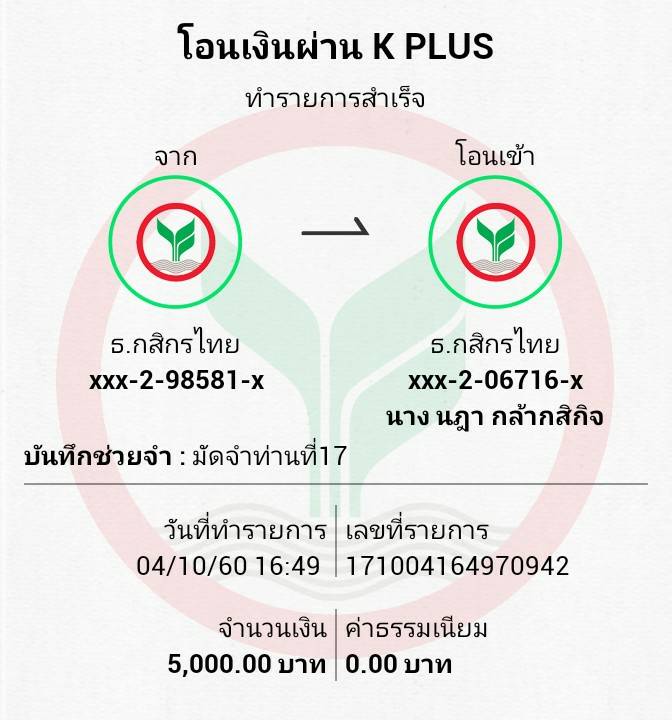 โอนเงินผ่าน K PLUS
ทำรายการสำเร็จ
จาก
โอนเข้า
ธ.กสิกรไทย
ธ.กสิกรไทย
xxx-2-98581-x
xxx-2-06716-x
นาง นฎา กล้ากสิกิจ
บันทึกช่วยจำ : มัดจำท่านที่17
วันที่ทำรายการ
เลขที่รายการ
04/10/60 16:49
171004164970942
จำนวนเงิน
ค่าธรรมเนียม
5,000.00 บาท
0.00 บาท